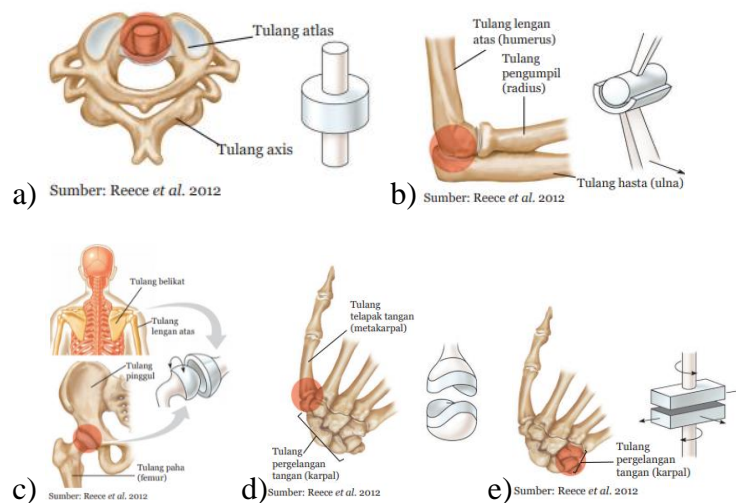 Tulang atlas
Tulang axis
a) Sumber: Reece et al. 2012
Tulang lengan
atas (humerus)
Tulang
pengumpil
(radius)
Tulang hasta (ulna)
b) Sumber: Reece et al. 2012
Tulang belikat
Tulang
lengan atas
Tulang
pinggul
Tulang paha
(femur)
c) Sumber: Reece et al. 2012
Tulang
telapak tangan
(metakarpal)
Tulang
pergelangan
tangan (karpal)
d) Sumber: Reece et al. 2012
Tulang
pergelangan
tangan (karpal)
e) Sumber: Reece et al. 2012